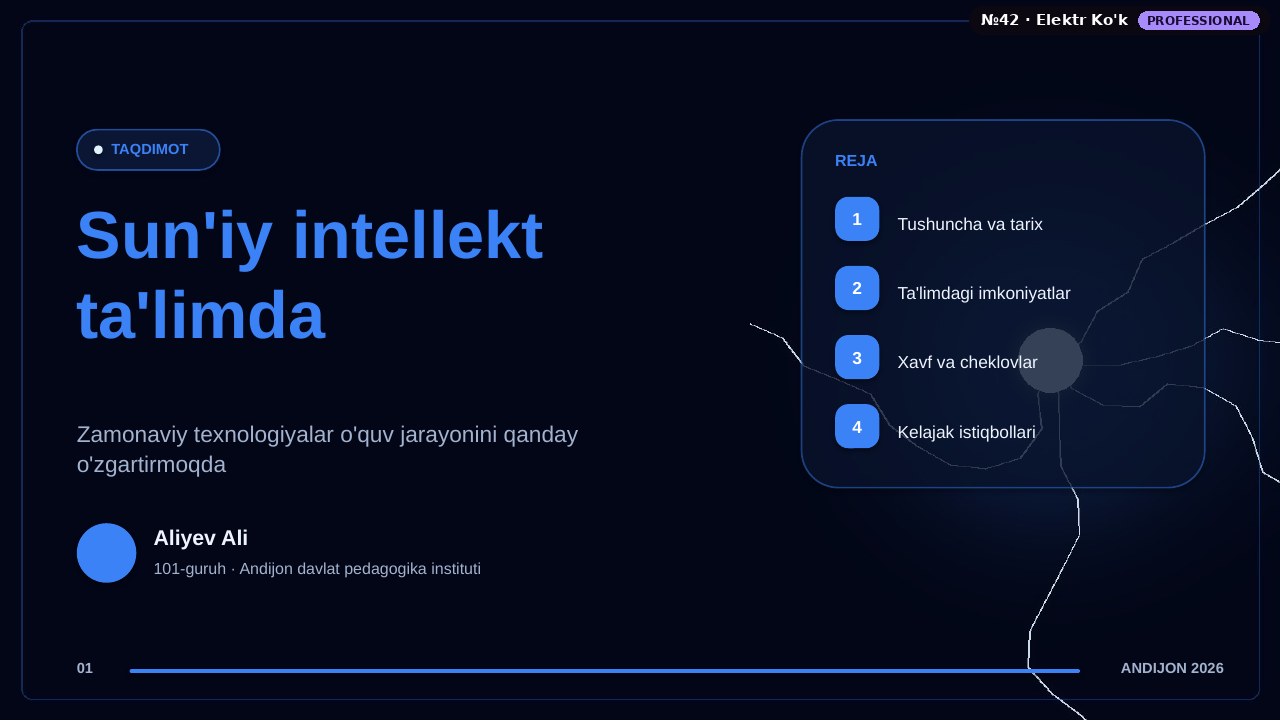 №42 · Elektr Ko'k PROFESSIONAL
TAQDIMOT
Sun'iy intellekt
ta'limda
Zamonaviy texnologiyalar o'quv jarayonini qanday
o'zgartirmoqda
Aliyev Ali
101-guruh · Andijon davlat pedagogika instituti
REJA
1 Tushuncha va tarix
2 Ta'limdagi imkoniyatlar
3 Xavf va cheklovlar
4 Kelajak istiqbollari
01
ANDIJON 2026